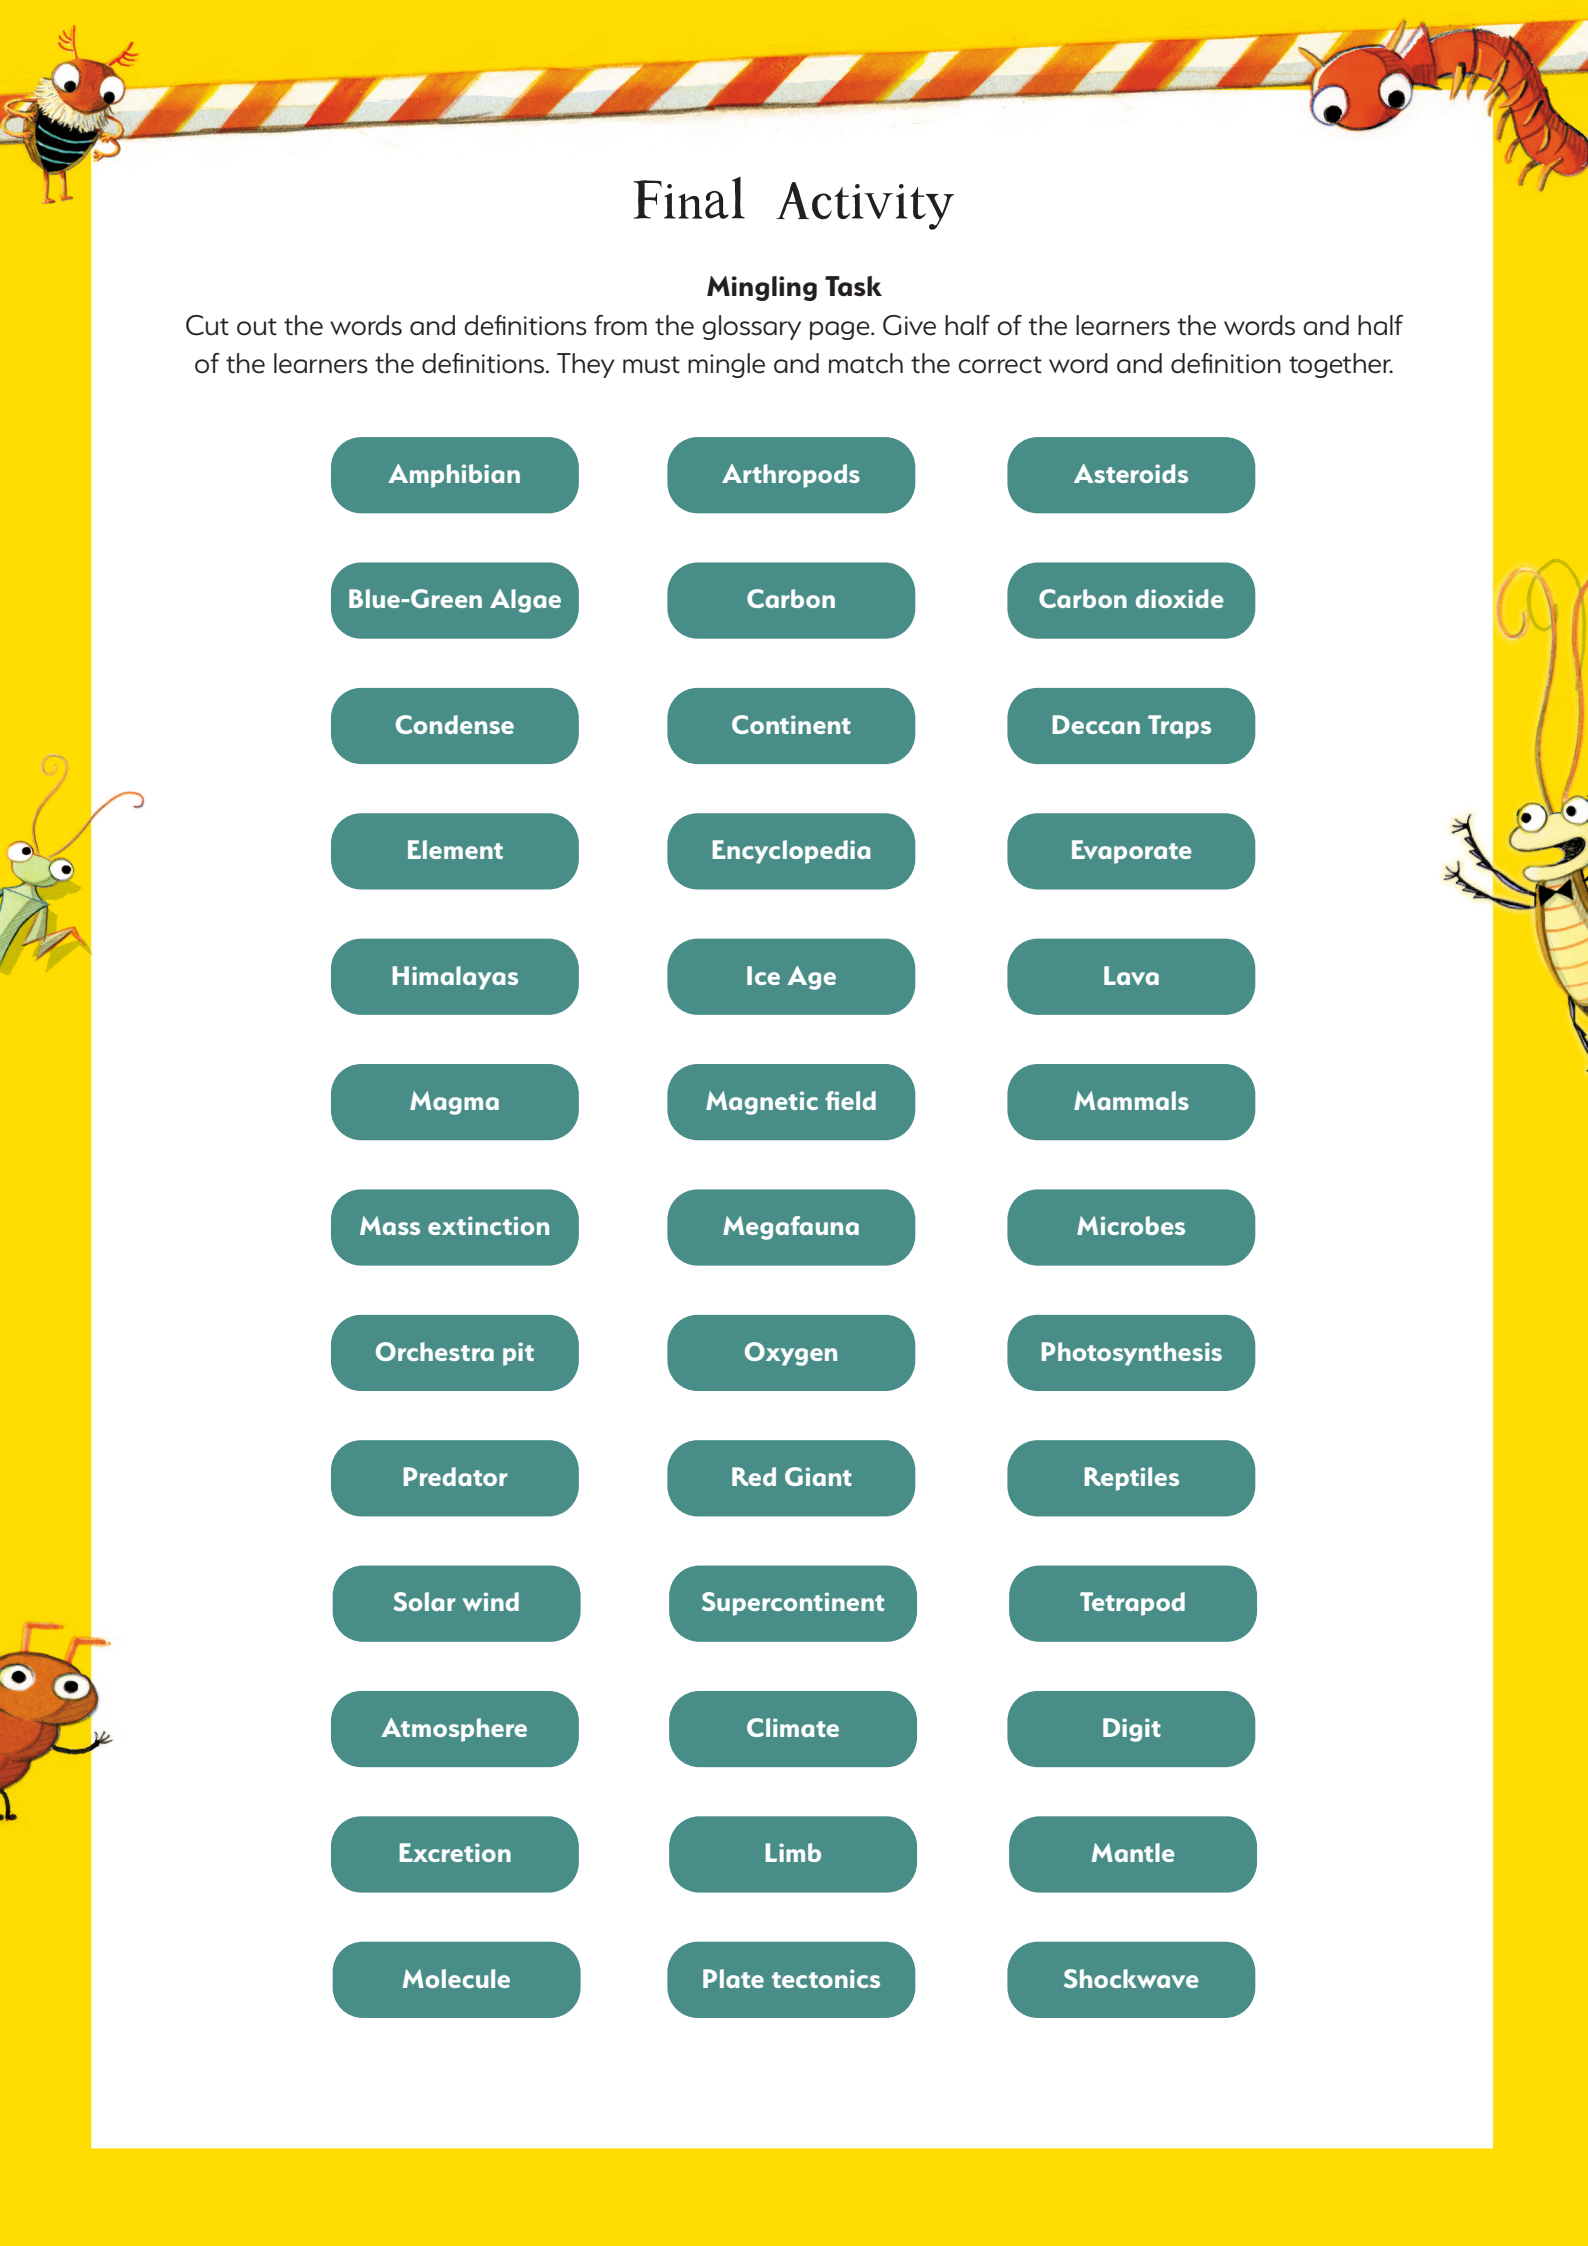 Final Activity
Mingling Task
Cut out the words and definitions from the glossary page. Give half of the learners the words and half
of the learners the definitions. They must mingle and match the correct word and definition together.
Amphibian Arthropods Asteroids
Blue-Green Algae Carbon Carbon dioxide
Condense Continent Deccan Traps
Element Encyclopedia Evaporate
Himalayas Ice Age Lava
Magma Magnetic field Mammals
Mass extinction Megafauna Microbes
Orchestra pit Oxygen Photosynthesis
Predator Red Giant Reptiles
Solar wind Supercontinent Tetrapod
Atmosphere Climate Digit
Excretion Limb Mantle
Molecule Plate tectonics Shockwave